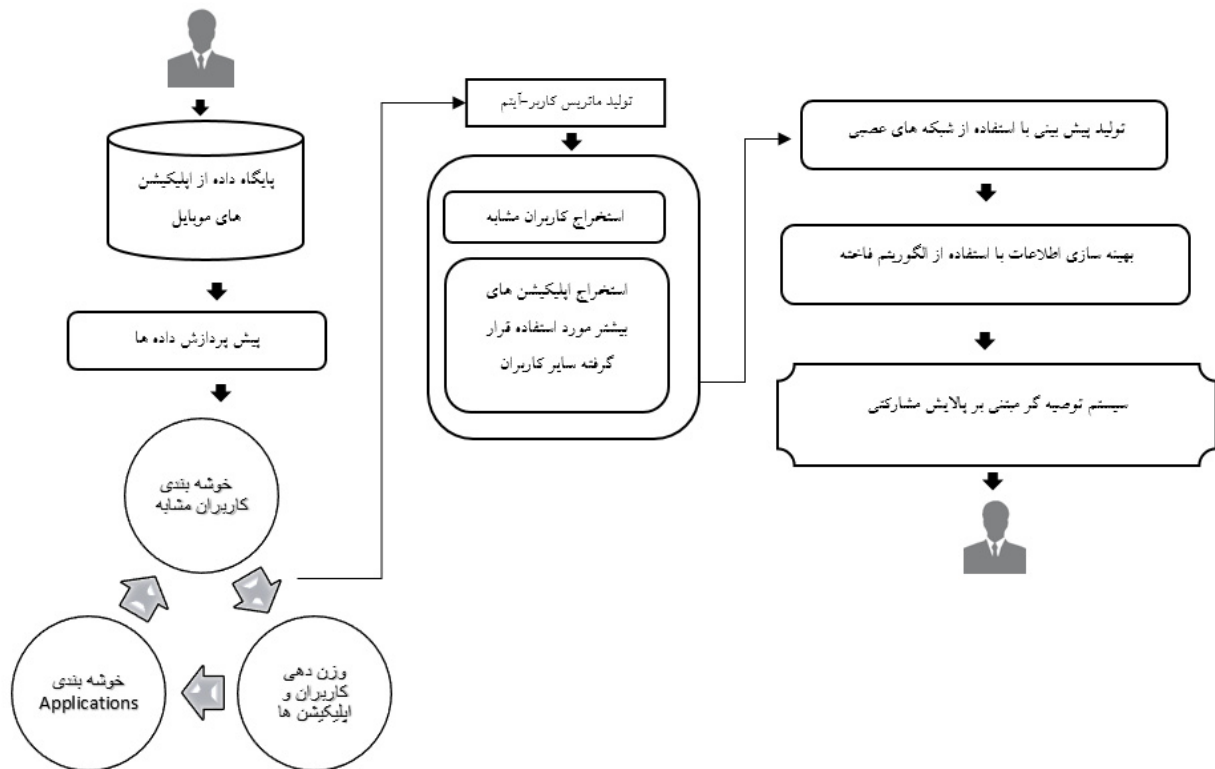 پایگاه داده از اپلیکیشن
های موبایل
پیش پردازش داده ها
خوشه بندی
کاربران مشابه
وزن دهی
کاربران و
اپلیکیشن ها
خوشه بندی
Applications
تولید ماتریس کاربر-آیتم
استخراج کاربران مشابه
استخراج اپلیکیشن های
بیشتر مورد استفاده قرار
گرفته سایر کاربران
تولید پیش بینی با استفاده از شبکه های عصبی
بهینه سازی اطلاعات با استفاده از الگوریتم فاخته
سیستم توصیه گر مبتنی بر پالایش مشارکتی